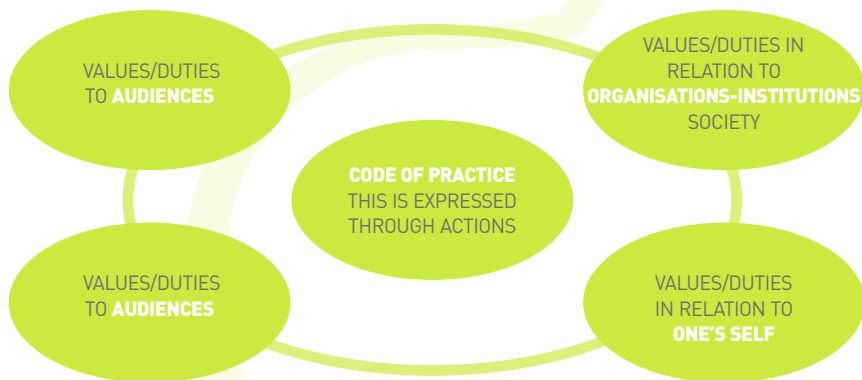 VALUES/DUTIES
TO AUDIENCES
VALUES/DUTIES IN
RELATION TO
ORGANISATIONS-INSTITUTIONS
SOCIETY
CODE OF PRACTICE
THIS IS EXPRESSED
THROUGH ACTIONS
VALUES/DUTIES
TO AUDIENCES
VALUES/DUTIES
IN RELATION TO
ONE'S SELF